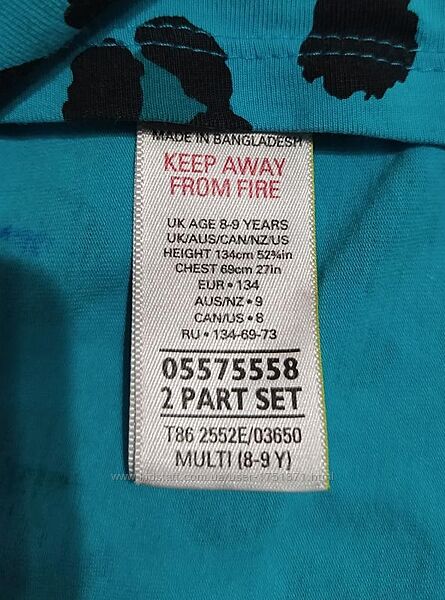 MADE IN BANGLADESH
KEEP AWAY
FROM FIRE
UK AGE 8-9 YEARS
UK/AUS/CAN/NZ/US
HEIGHT 134cm 52¾in
CHEST 69cm 27in
EUR • 134
AUS/NZ • 9
CAN/US • 8
RU • 134-69-73
05575558
2 PART SET
T86 2552E/03650
MULTI (8-9 Y)